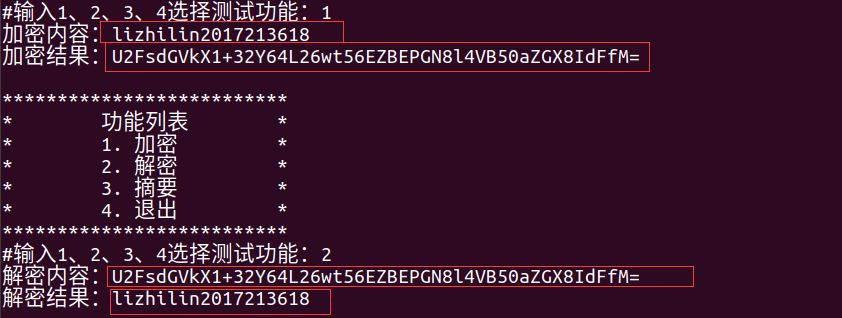 #输入1、2、3、4选择测试功能：1
加密内容：lizhilin2017213618
加密结果：U2FsdGVkX1+32Y64L26wt56EZBEPGN8l4VB50aZGX8IdFfM=
**************************
* 功能列表 *
* 1. 加密 *
* 2. 解密 *
* 3. 摘要 *
* 4. 退出 *
**************************
#输入1、2、3、4选择测试功能：2
解密内容：U2FsdGVkX1+32Y64L26wt56EZBEPGN8l4VB50aZGX8IdFfM=
解密结果：lizhilin2017213618